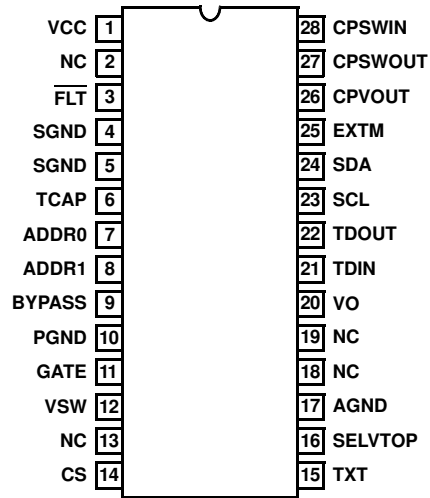 VCC 1 28 CPSWIN
NC 2 27 CPSWOUT
FLT 3 26 CPVOUT
SGND 4 25 EXTM
SGND 5 24 SDA
TCAP 6 23 SCL
ADDR0 7 22 TDOUT
ADDR1 8 21 TDIN
BYPASS 9 20 VO
PGND 10 19 NC
GATE 11 18 NC
VSW 12 17 AGND
NC 13 16 SELVTOP
CS 14 15 TXT